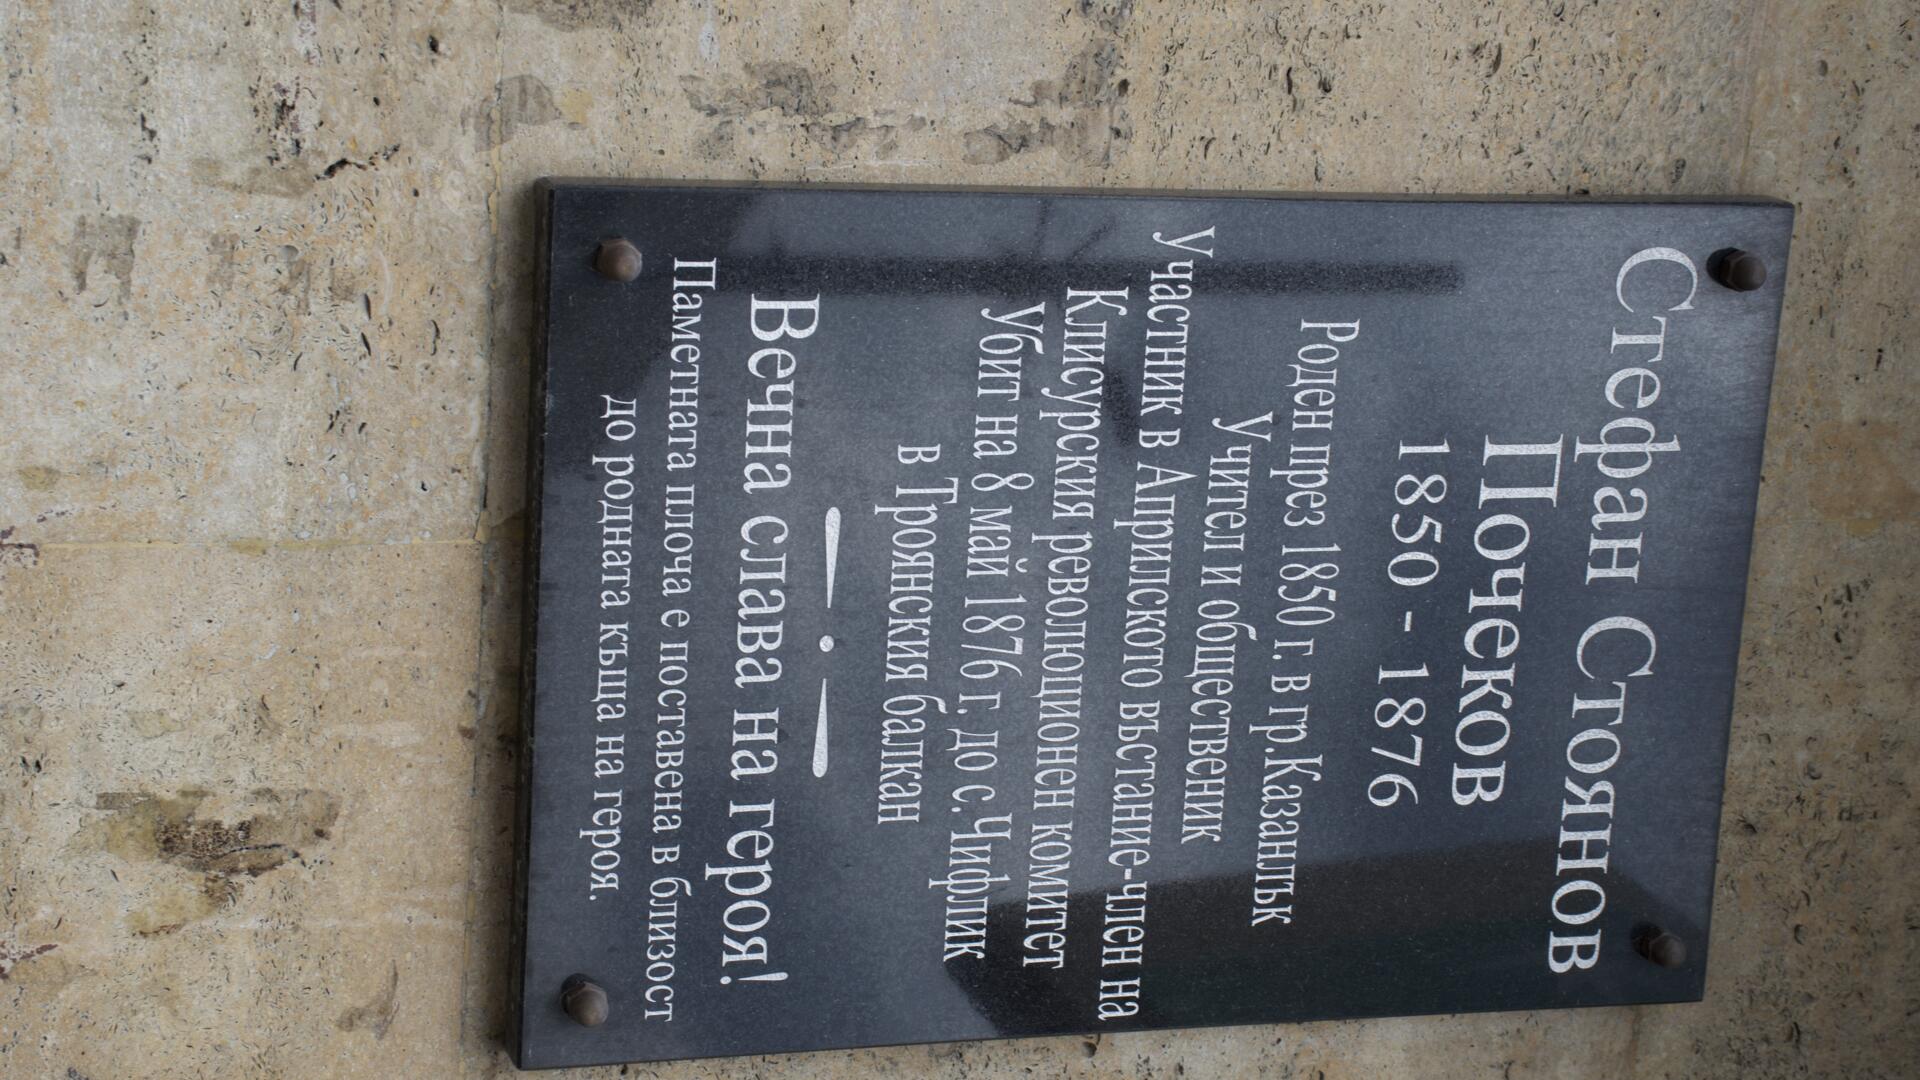 Стефан Стоянов
Почеков
1850 - 1876
Роден през 1850 г. в гр.Казанлък
Учител и общественик
Участник в Априлското въстание-член на
Клисурския революционен комитет
Убит на 8 май 1876 г. до с.Чифлик
в Троянския балкан
Вечна слава на героя!
Паметната плоча е поставена в близост
до родната къща на героя.